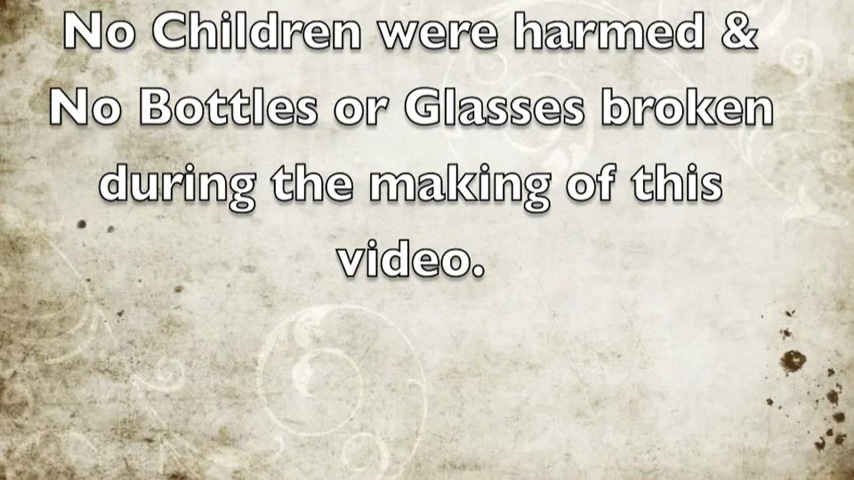 No Children were harmed &
No Bottles or Glasses broken
during the making of this
video.